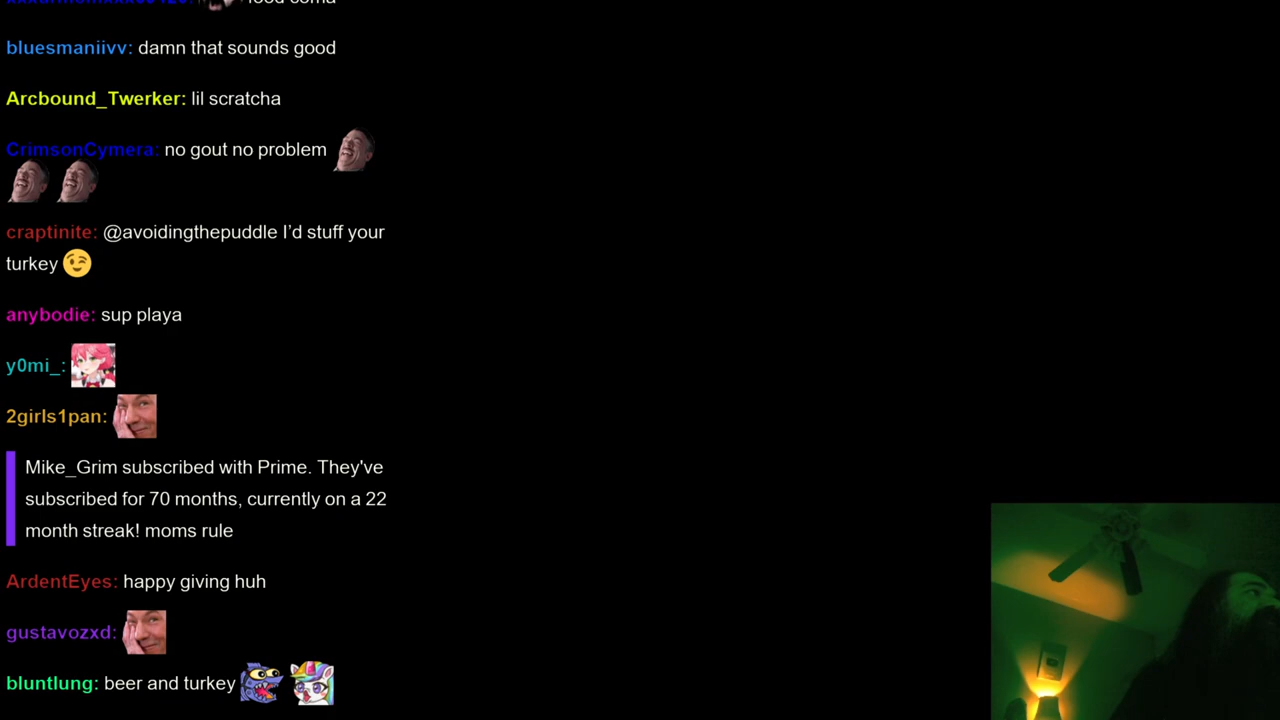 food coma
bluesmaniivv: damn that sounds good
Arcbound_Twerker: lil scratcha
CrimsonCymera: no gout no problem
craptinite: @avoidingthepuddle I’d stuff your
turkey
anybodie: sup playa
y0mi_:
2girls1pan:
Mike_Grim subscribed with Prime. They've
subscribed for 70 months, currently on a 22
month streak! moms rule
ArdentEyes: happy giving huh
gustavozxd:
bluntlung: beer and turkey